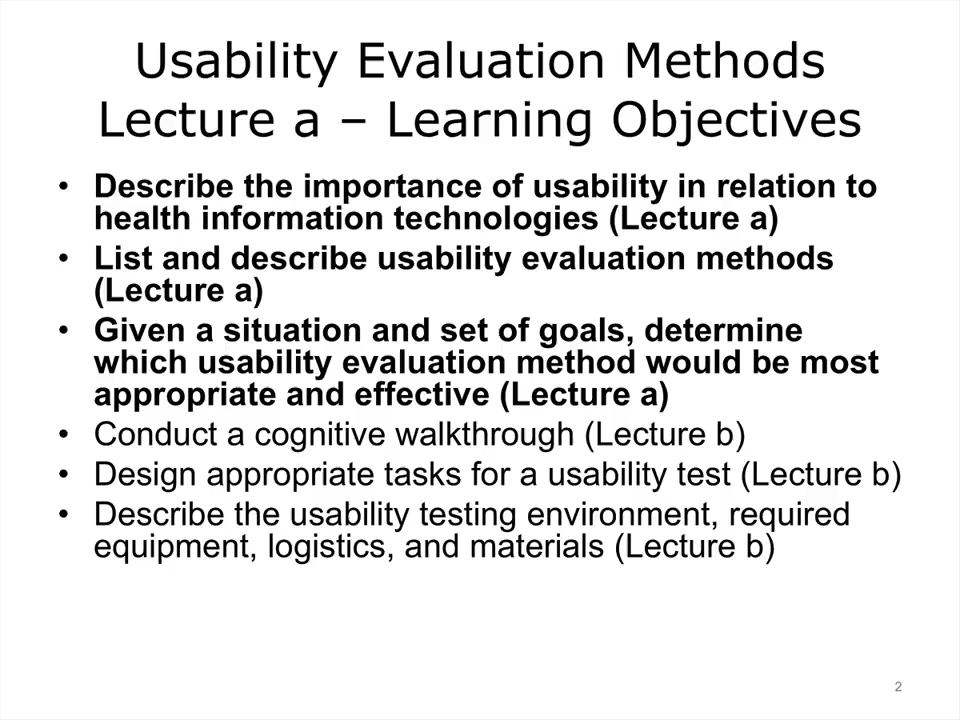 Usability Evaluation Methods
Lecture a – Learning Objectives
• Describe the importance of usability in relation to
health information technologies (Lecture a)
• List and describe usability evaluation methods
(Lecture a)
• Given a situation and set of goals, determine
which usability evaluation method would be most
appropriate and effective (Lecture a)
• Conduct a cognitive walkthrough (Lecture b)
• Design appropriate tasks for a usability test (Lecture b)
• Describe the usability testing environment, required
equipment, logistics, and materials (Lecture b)
2